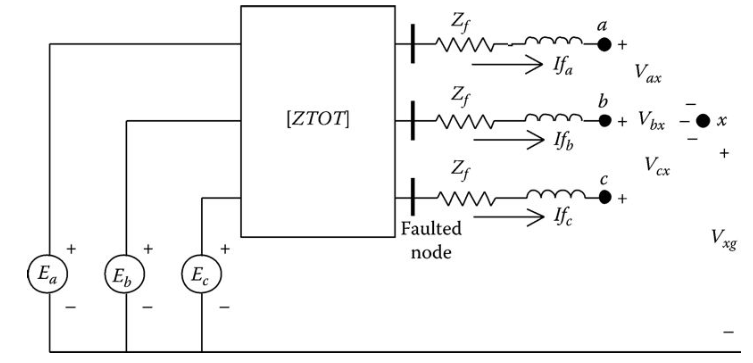 Z_f
a
+
If_a
V_ax
[ZTOT]
Z_f
b
+
V_bx
−
−
−
x
If_b
+
V_cx
Z_f
c
+
If_c
Faulted
node
V_xg
+
+
+
E_a
E_b
E_c
−
−
−
−